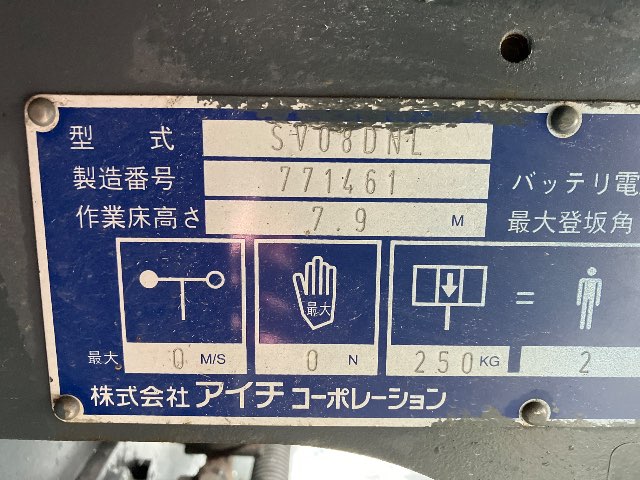 型 式 SV08DNL
製造番号 771461 バッテリ電
作業床高さ 7.9 M 最大登坂角
最大
= 
最大 0 M/S 0 N 250 KG 2
株式会社 アイチ コーポレーション